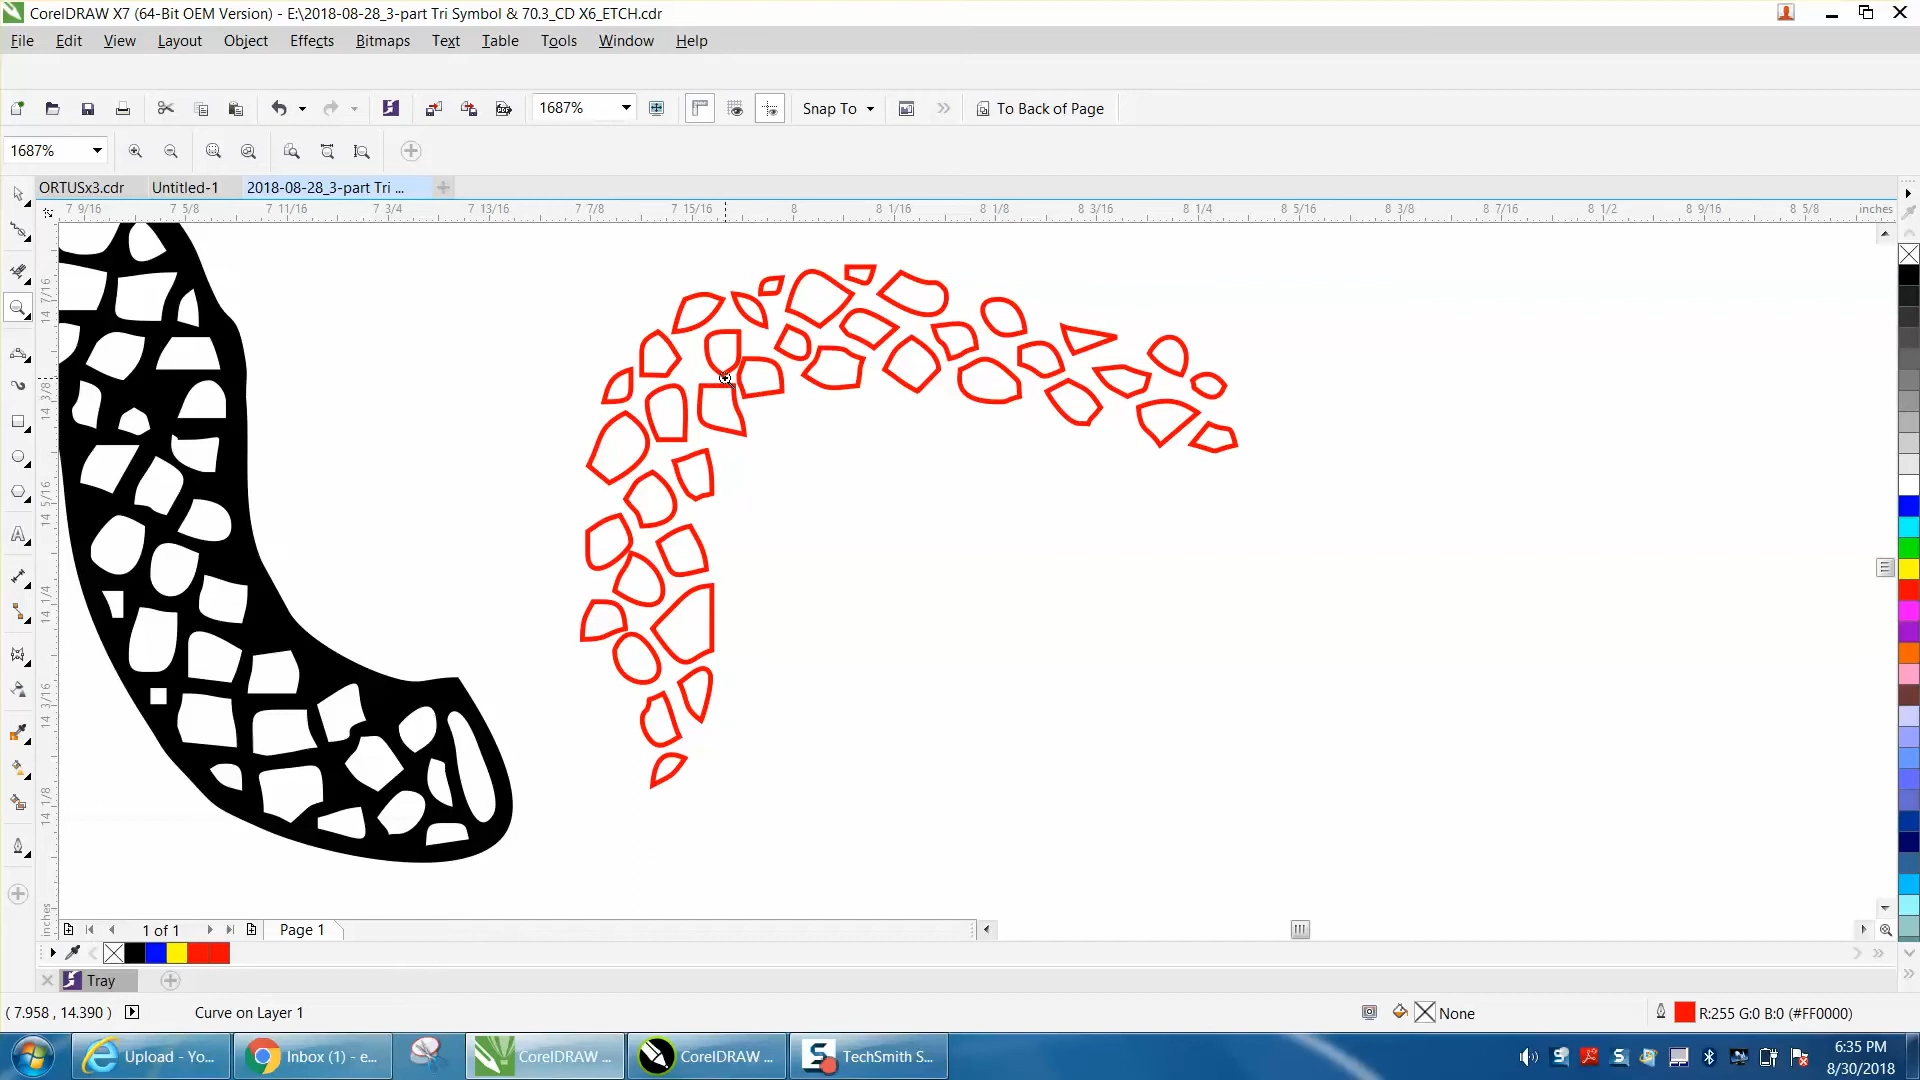 CorelDRAW X7 (64-Bit OEM Version) - E:\2018-08-28_3-part Tri Symbol & 70.3_CD X6_ETCH.cdr
File Edit View Layout Object Effects Bitmaps Text Table Tools Window Help
1687% Snap To To Back of Page
1687%
ORTUSx3.cdr Untitled-1 2018-08-28_3-part Tri ...
7 9/16 7 5/8 7 11/16 7 3/4 7 13/16 7 7/8 7 15/16 8 8 1/16 8 1/8 8 3/16 8 1/4 8 5/16 8 3/8 8 7/16 8 1/2 8 9/16 8 5/8 inches
14 7/16
14 3/8
14 5/16
14 1/4
14 3/16
14 1/8
inches
1 of 1 Page 1
Tray
( 7.958 , 14.390 ) Curve on Layer 1 None R:255 G:0 B:0 (#FF0000)
Upload - Yo... Inbox (1) - e... CorelDRAW ... CorelDRAW ... TechSmith S...
6:35 PM
8/30/2018